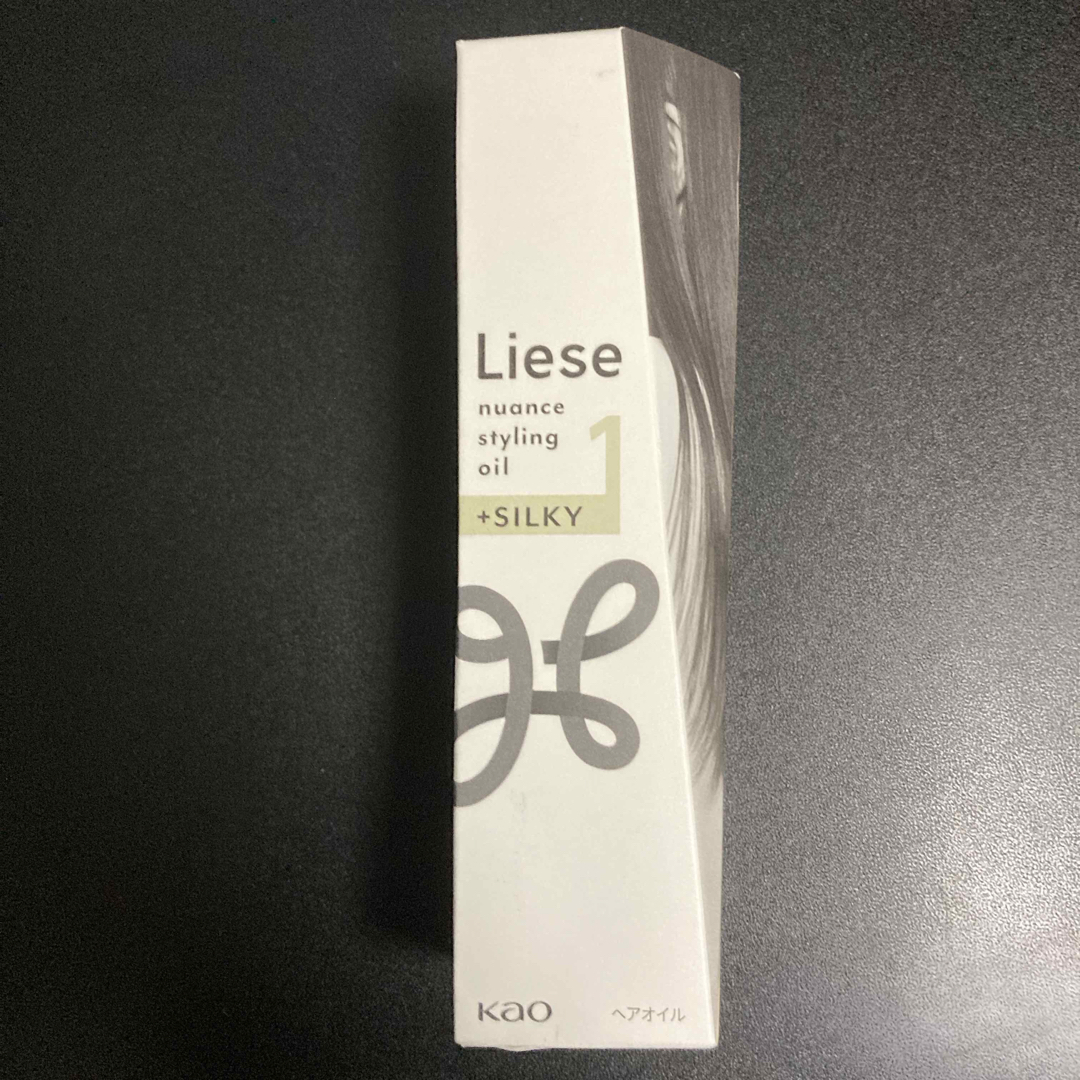 Liese
nuance
styling
oil
1
+SILKY
Kao
ヘアオイル